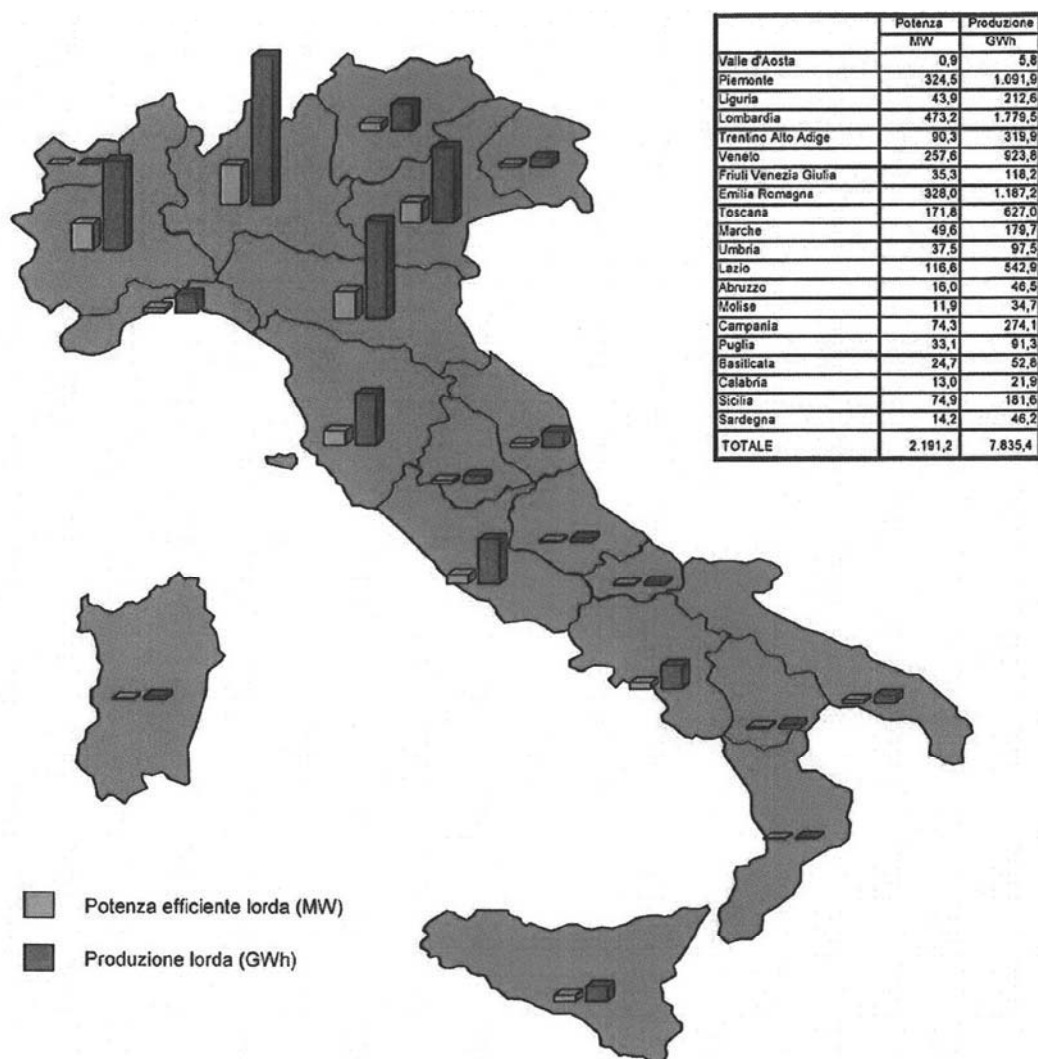 Potenza Produzione
MW GWh
Valle d'Aosta 0,9 5,8
Piemonte 324,5 1.091,9
Liguria 43,9 212,6
Lombardia 473,2 1.779,5
Trentino Alto Adige 90,3 319,9
Veneto 257,6 923,8
Friuli Venezia Giulia 35,3 118,2
Emilia Romagna 328,0 1.187,2
Toscana 171,8 627,0
Marche 49,6 179,7
Umbria 37,5 97,5
Lazio 116,6 542,9
Abruzzo 16,0 46,5
Molise 11,9 34,7
Campania 74,3 274,1
Puglia 33,1 91,3
Basilicata 24,7 52,8
Calabria 13,0 21,9
Sicilia 74,9 181,6
Sardegna 14,2 46,2
TOTALE 2.191,2 7.835,4
Potenza efficiente lorda (MW)
Produzione lorda (GWh)